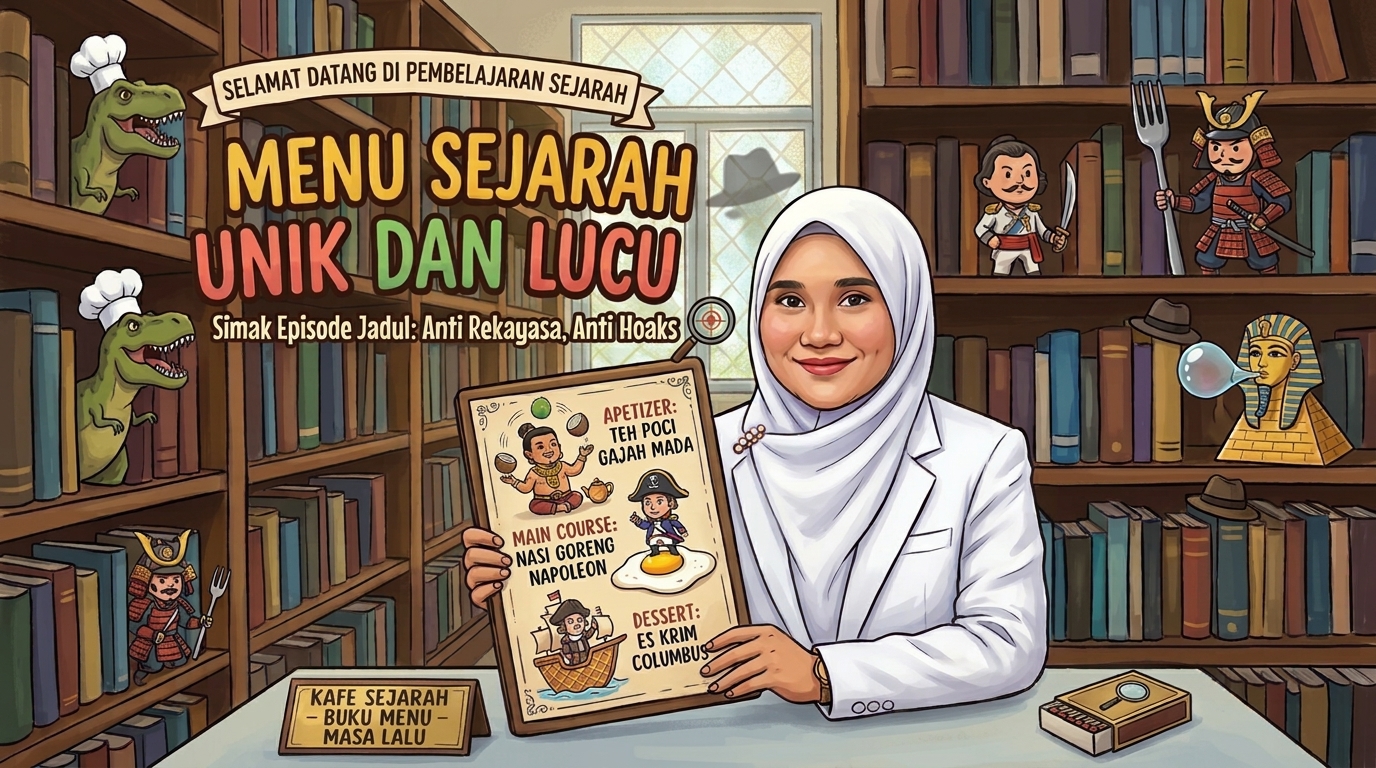 SELAMAT DATANG DI PEMBELAJARAN SEJARAH
MENU SEJARAH
UNIK DAN LUCU
Simak Episode Jadul: Anti Rekayasa, Anti Hoaks
APETIZER:
TEH POCI
GAJAH MADA
MAIN COURSE:
NASI GORENG
NAPOLEON
DESSERT:
ES KRIM
COLUMBUS
KAFE SEJARAH
– BUKU MENU –
MASA LALU